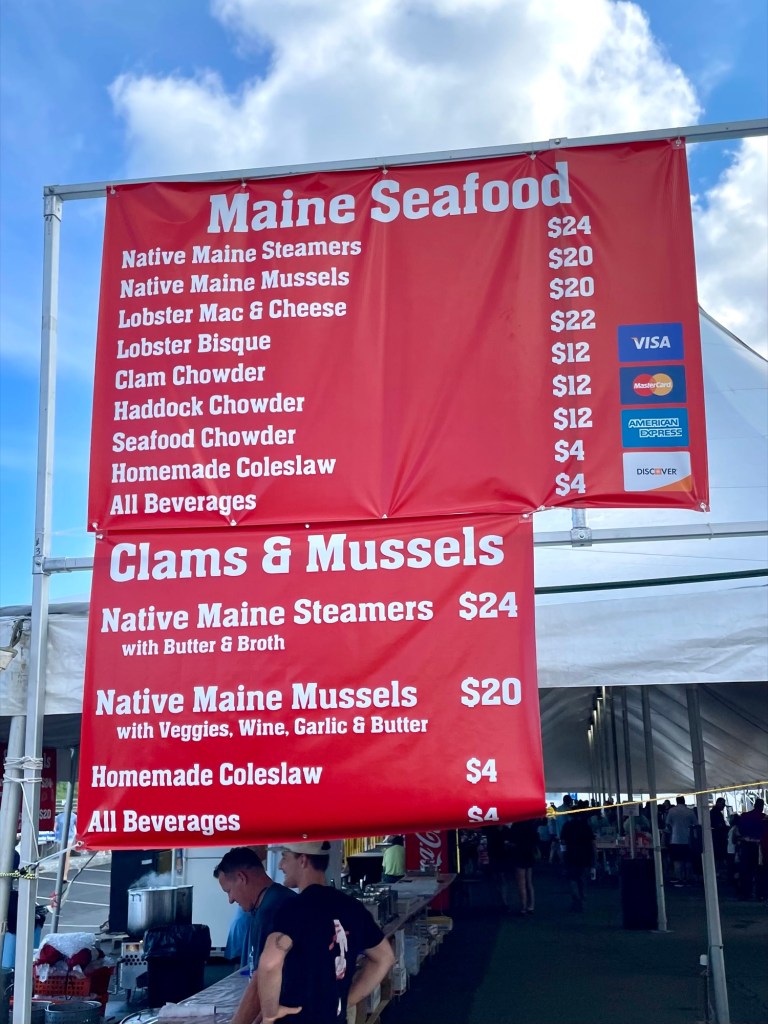 Maine Seafood
Native Maine Steamers $24
Native Maine Mussels $20
Lobster Mac & Cheese $20
Lobster Bisque $22
Clam Chowder $12
Haddock Chowder $12
Seafood Chowder $12
Homemade Coleslaw $4
All Beverages $4
VISA
MasterCard
AMERICAN
EXPRESS
DISCOVER
Clams & Mussels
Native Maine Steamers $24
with Butter & Broth
Native Maine Mussels $20
with Veggies, Wine, Garlic & Butter
Homemade Coleslaw $4
All Beverages $4
$20
Coca-Cola